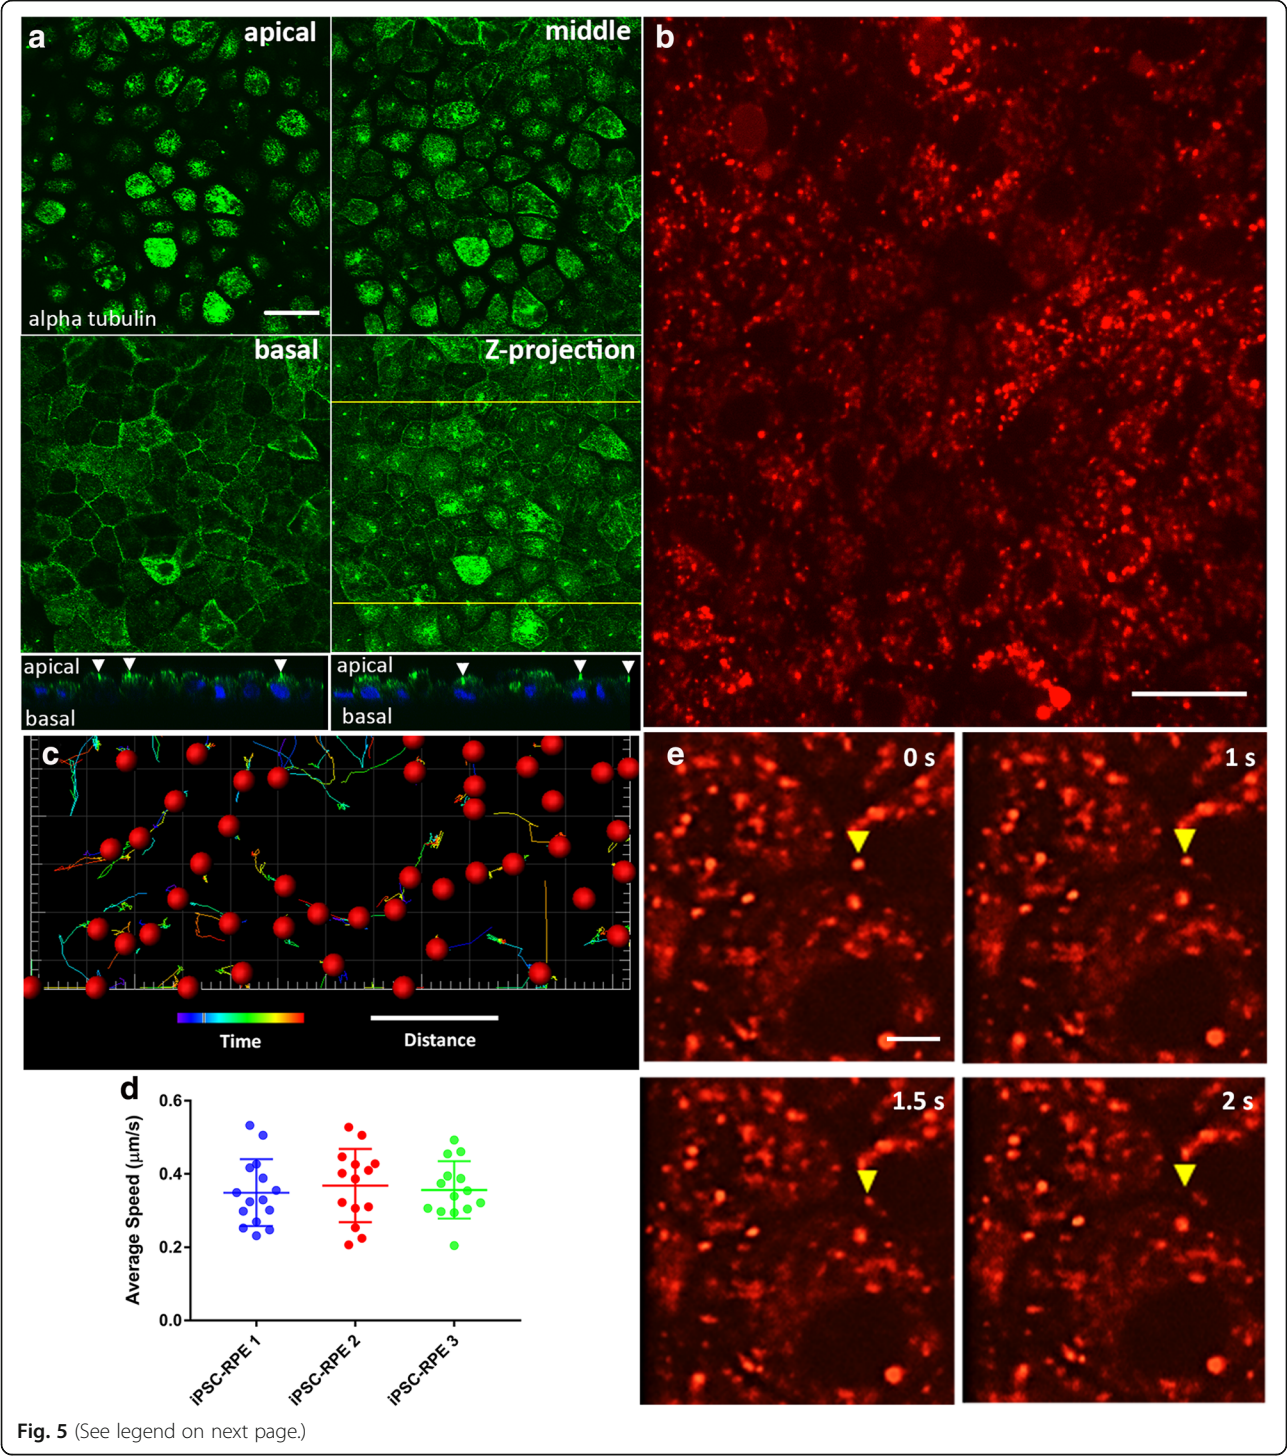 a
apical
middle
b
alpha tubulin
basal
Z-projection
apical
basal
apical
basal
c
Time
Distance
e
0 s
1 s
1.5 s
2 s
d
Average Speed (μm/s)
0.6
0.4
0.2
0.0
iPSC-RPE 1
iPSC-RPE 2
iPSC-RPE 3
Fig. 5 (See legend on next page.)